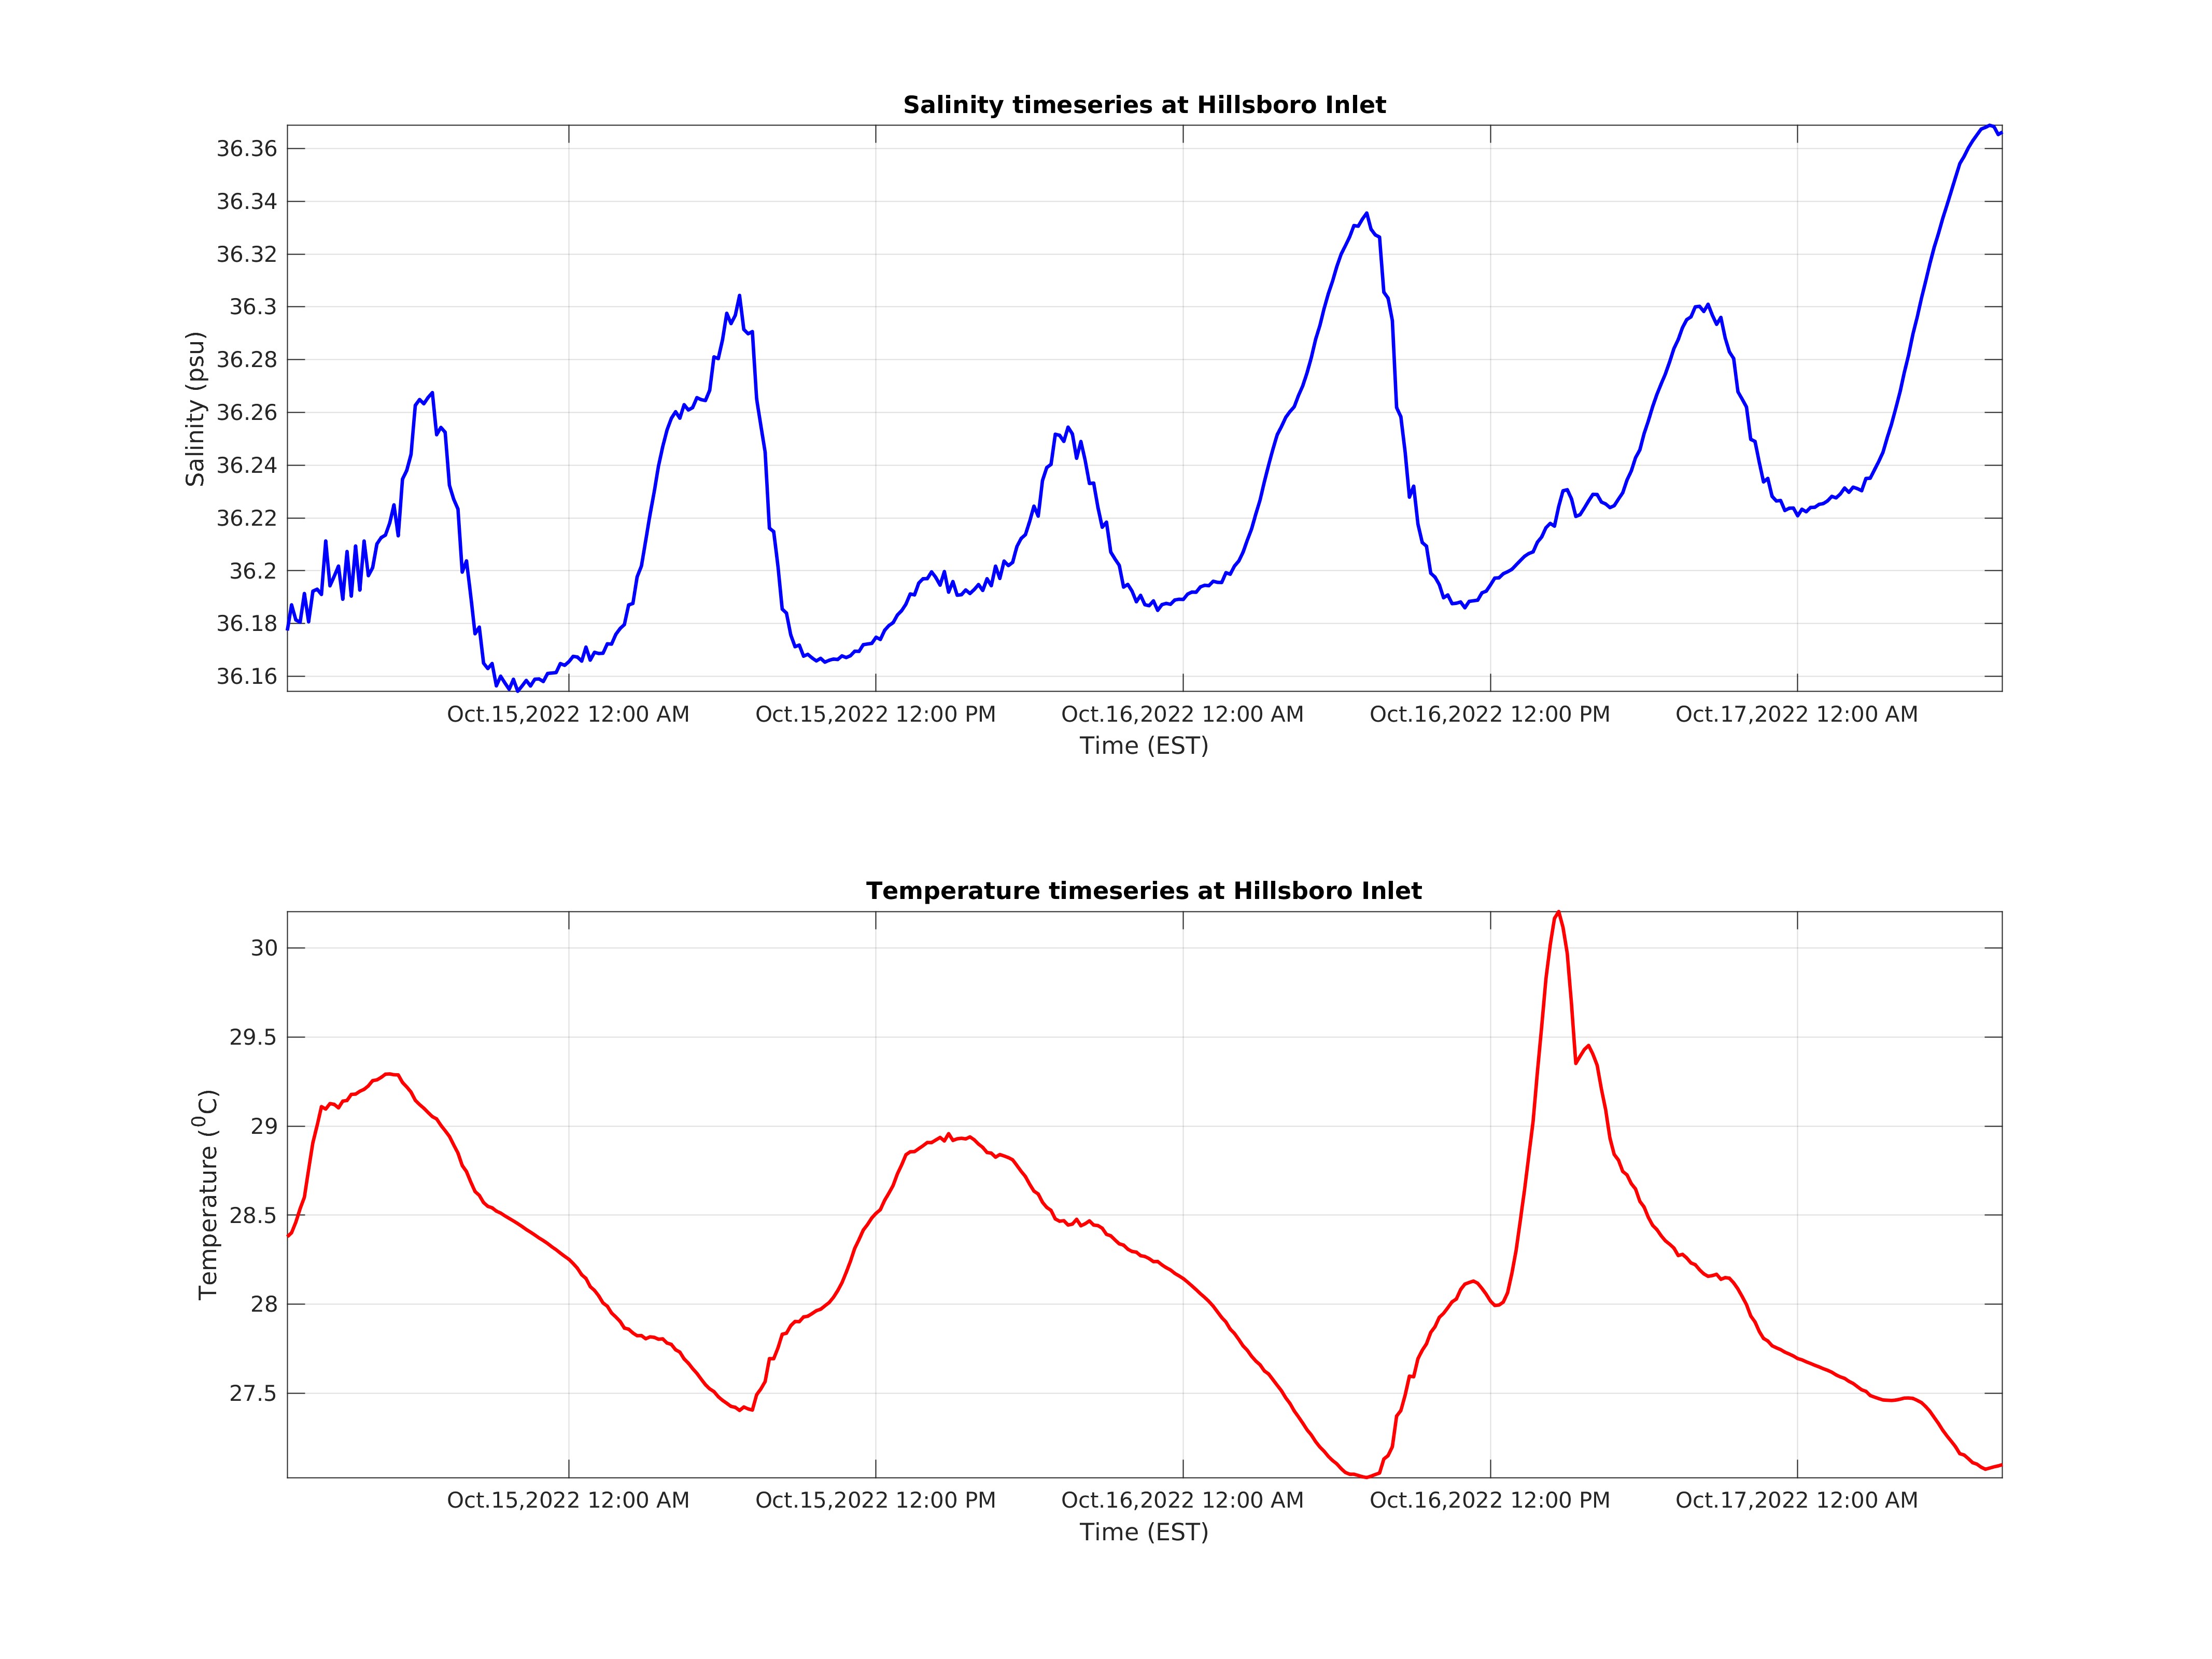 Salinity timeseries at Hillsboro Inlet
36.36
36.34
36.32
36.3
36.28
36.26
36.24
36.22
36.2
36.18
36.16
Salinity (psu)
Oct.15,2022 12:00 AM Oct.15,2022 12:00 PM Oct.16,2022 12:00 AM Oct.16,2022 12:00 PM Oct.17,2022 12:00 AM
Time (EST)
Temperature timeseries at Hillsboro Inlet
30
29.5
29
28.5
28
27.5
Temperature (⁰C)
Oct.15,2022 12:00 AM Oct.15,2022 12:00 PM Oct.16,2022 12:00 AM Oct.16,2022 12:00 PM Oct.17,2022 12:00 AM
Time (EST)